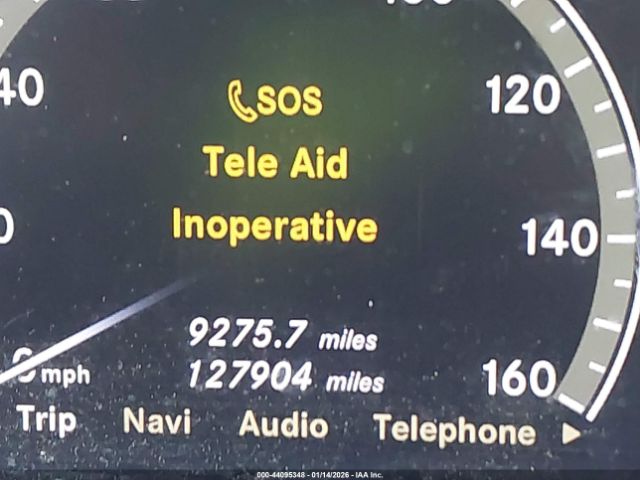 40
SOS
120
Tele Aid
Inoperative
140
9275.7 miles
0 mph
127904 miles
160
Trip Navi Audio Telephone
000-44095348 - 01/14/2026 - IAA Inc.